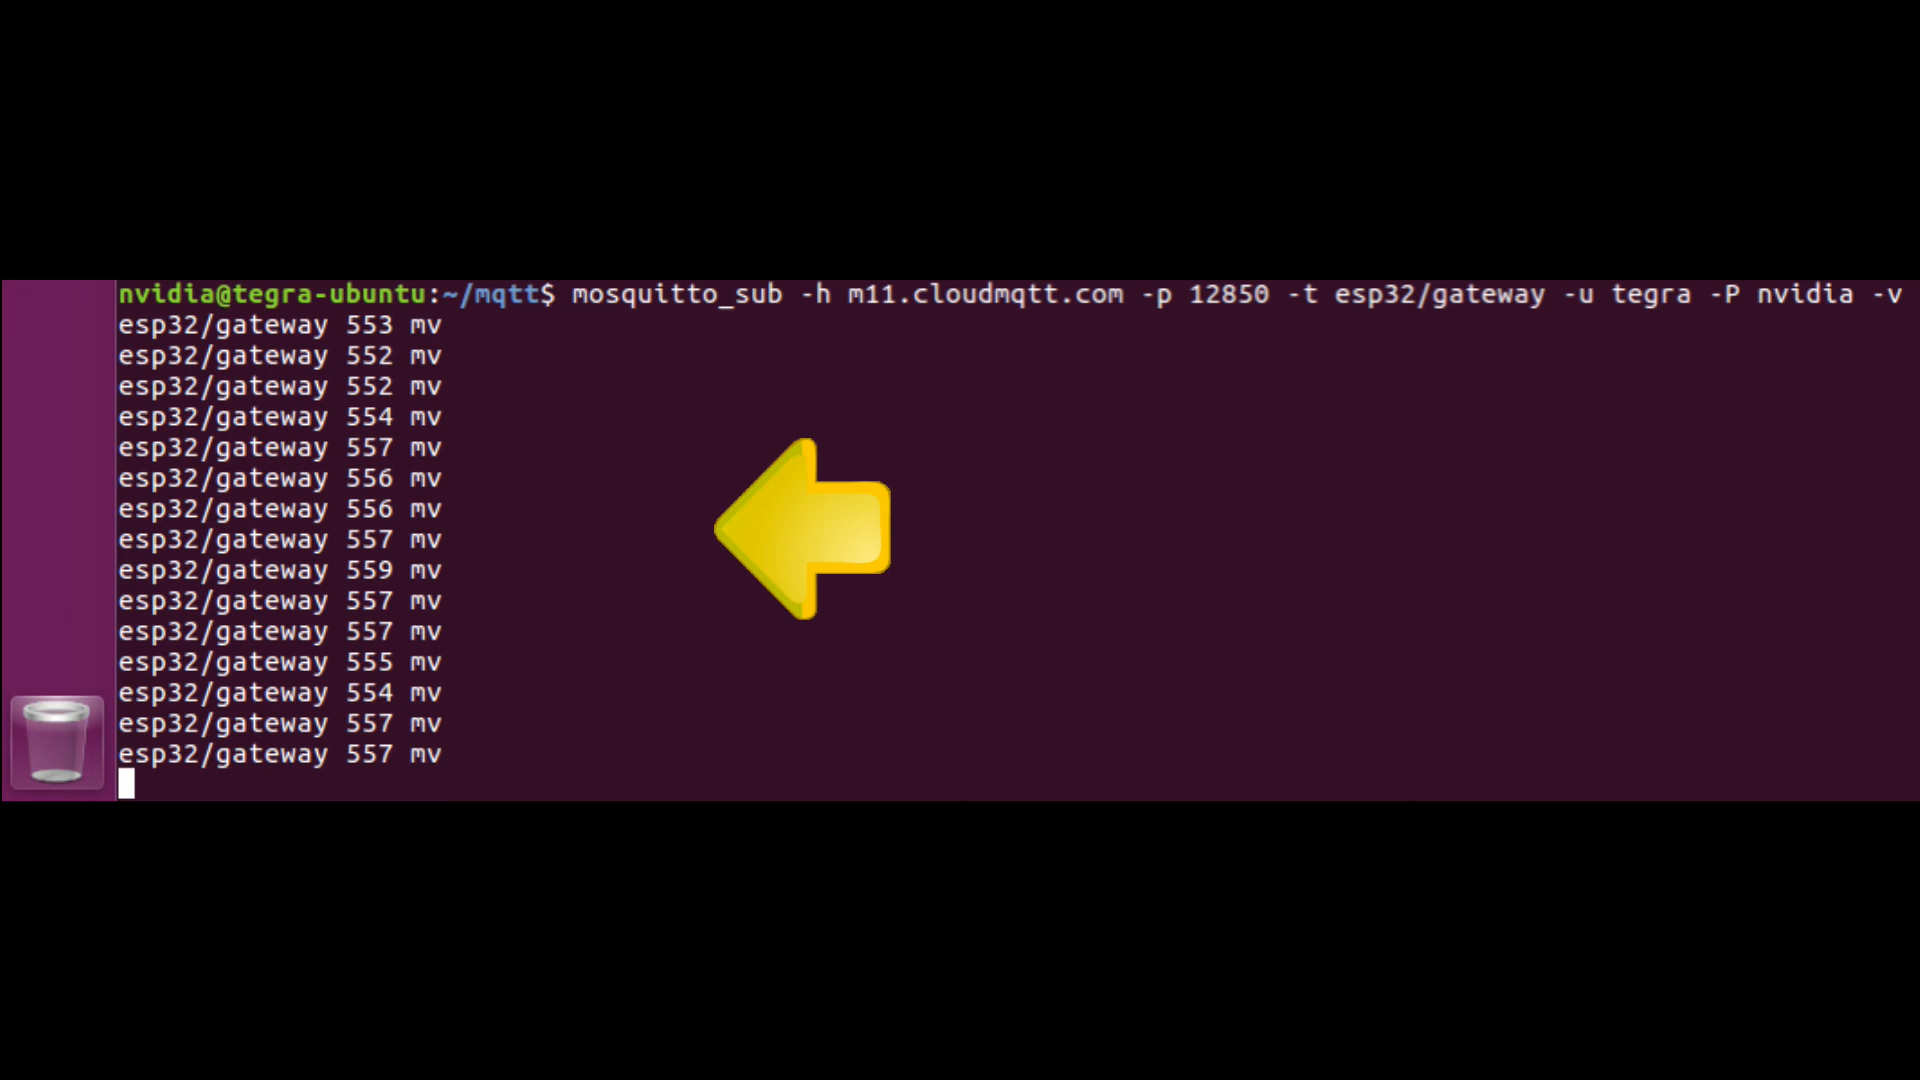 nvidia@tegra-ubuntu:~/mqtt$ mosquitto_sub -h m11.cloudmqtt.com -p 12850 -t esp32/gateway -u tegra -P nvidia -v
esp32/gateway 553 mv
esp32/gateway 552 mv
esp32/gateway 552 mv
esp32/gateway 554 mv
esp32/gateway 557 mv
esp32/gateway 556 mv
esp32/gateway 556 mv
esp32/gateway 557 mv
esp32/gateway 559 mv
esp32/gateway 557 mv
esp32/gateway 557 mv
esp32/gateway 555 mv
esp32/gateway 554 mv
esp32/gateway 557 mv
esp32/gateway 557 mv